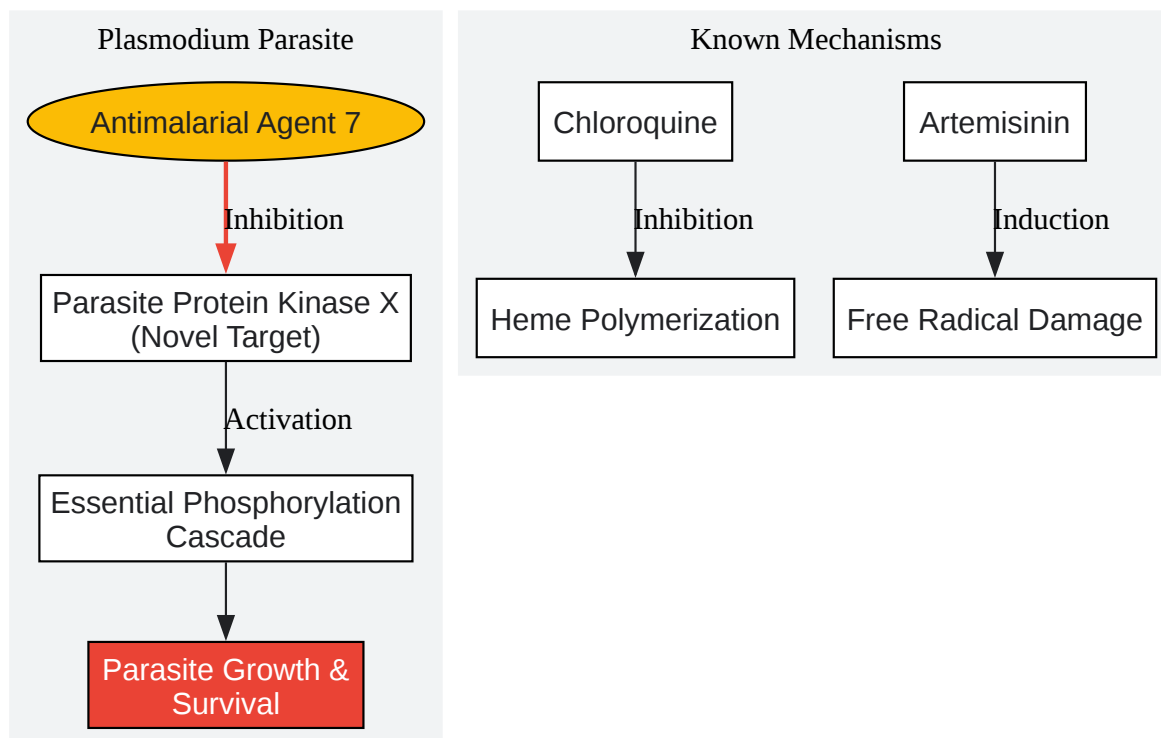 Plasmodium Parasite
Antimalarial Agent 7
Inhibition
Parasite Protein Kinase X
(Novel Target)
Activation
Essential Phosphorylation
Cascade
Parasite Growth &
Survival
Known Mechanisms
Chloroquine
Inhibition
Heme Polymerization
Artemisinin
Induction
Free Radical Damage